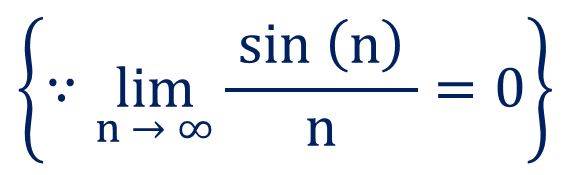 {∵ lim n → ∞ sin (n) / n = 0}